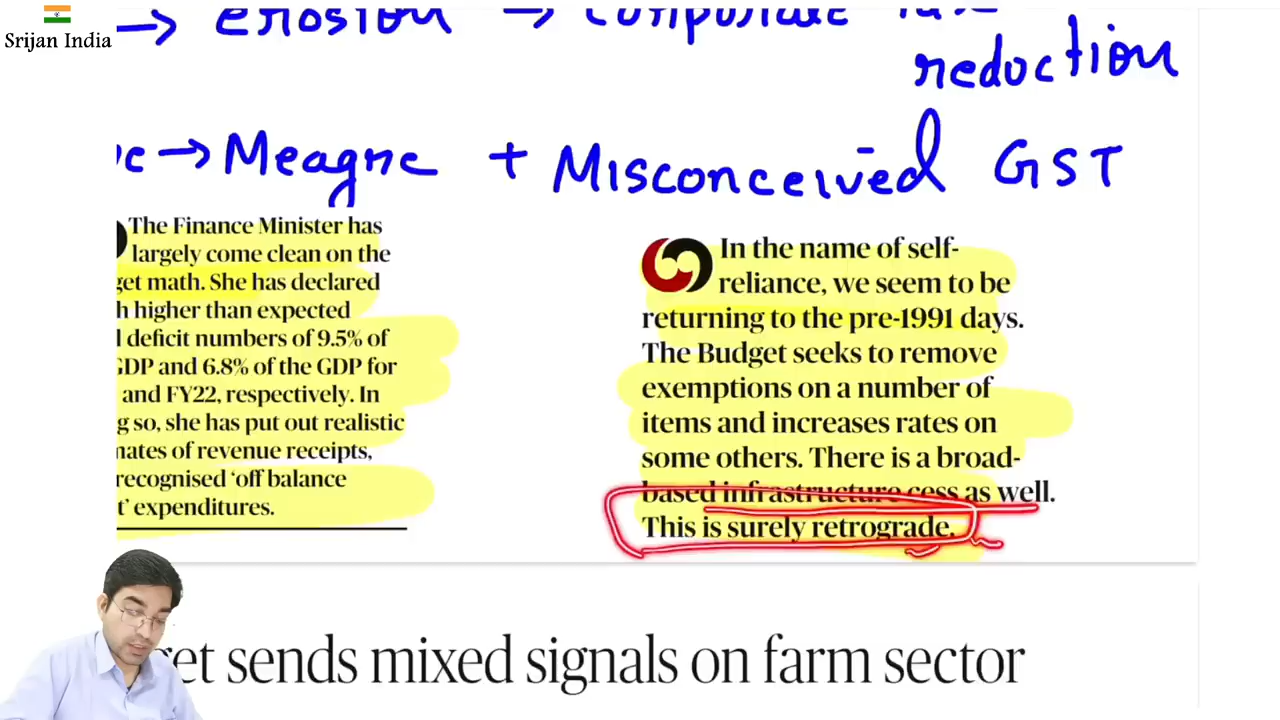 Srijan India
→ erosion → corporate
reduction
→ Meagre + Misconceived GST
The Finance Minister has
largely come clean on the
get math. She has declared
h higher than expected
l deficit numbers of 9.5% of
GDP and 6.8% of the GDP for
and FY22, respectively. In
g so, she has put out realistic
mates of revenue receipts,
recognised ‘off balance
t’ expenditures.
In the name of self-
reliance, we seem to be
returning to the pre-1991 days.
The Budget seeks to remove
exemptions on a number of
items and increases rates on
some others. There is a broad-
based infrastructure cess as well.
This is surely retrograde.
get sends mixed signals on farm sector